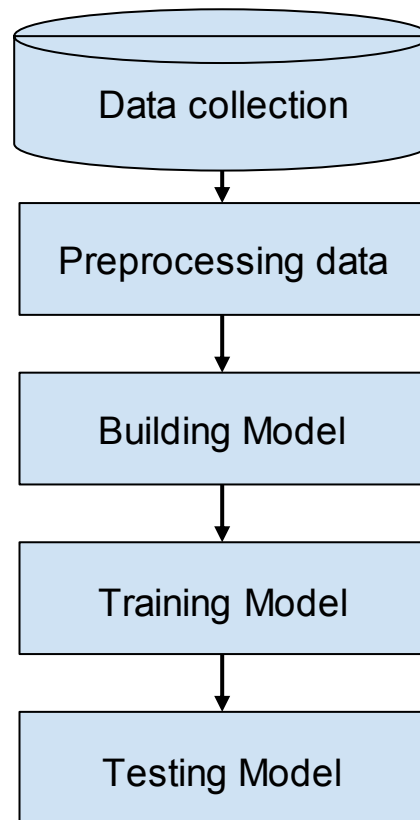 Data collection
Preprocessing data
Building Model
Training Model
Testing Model